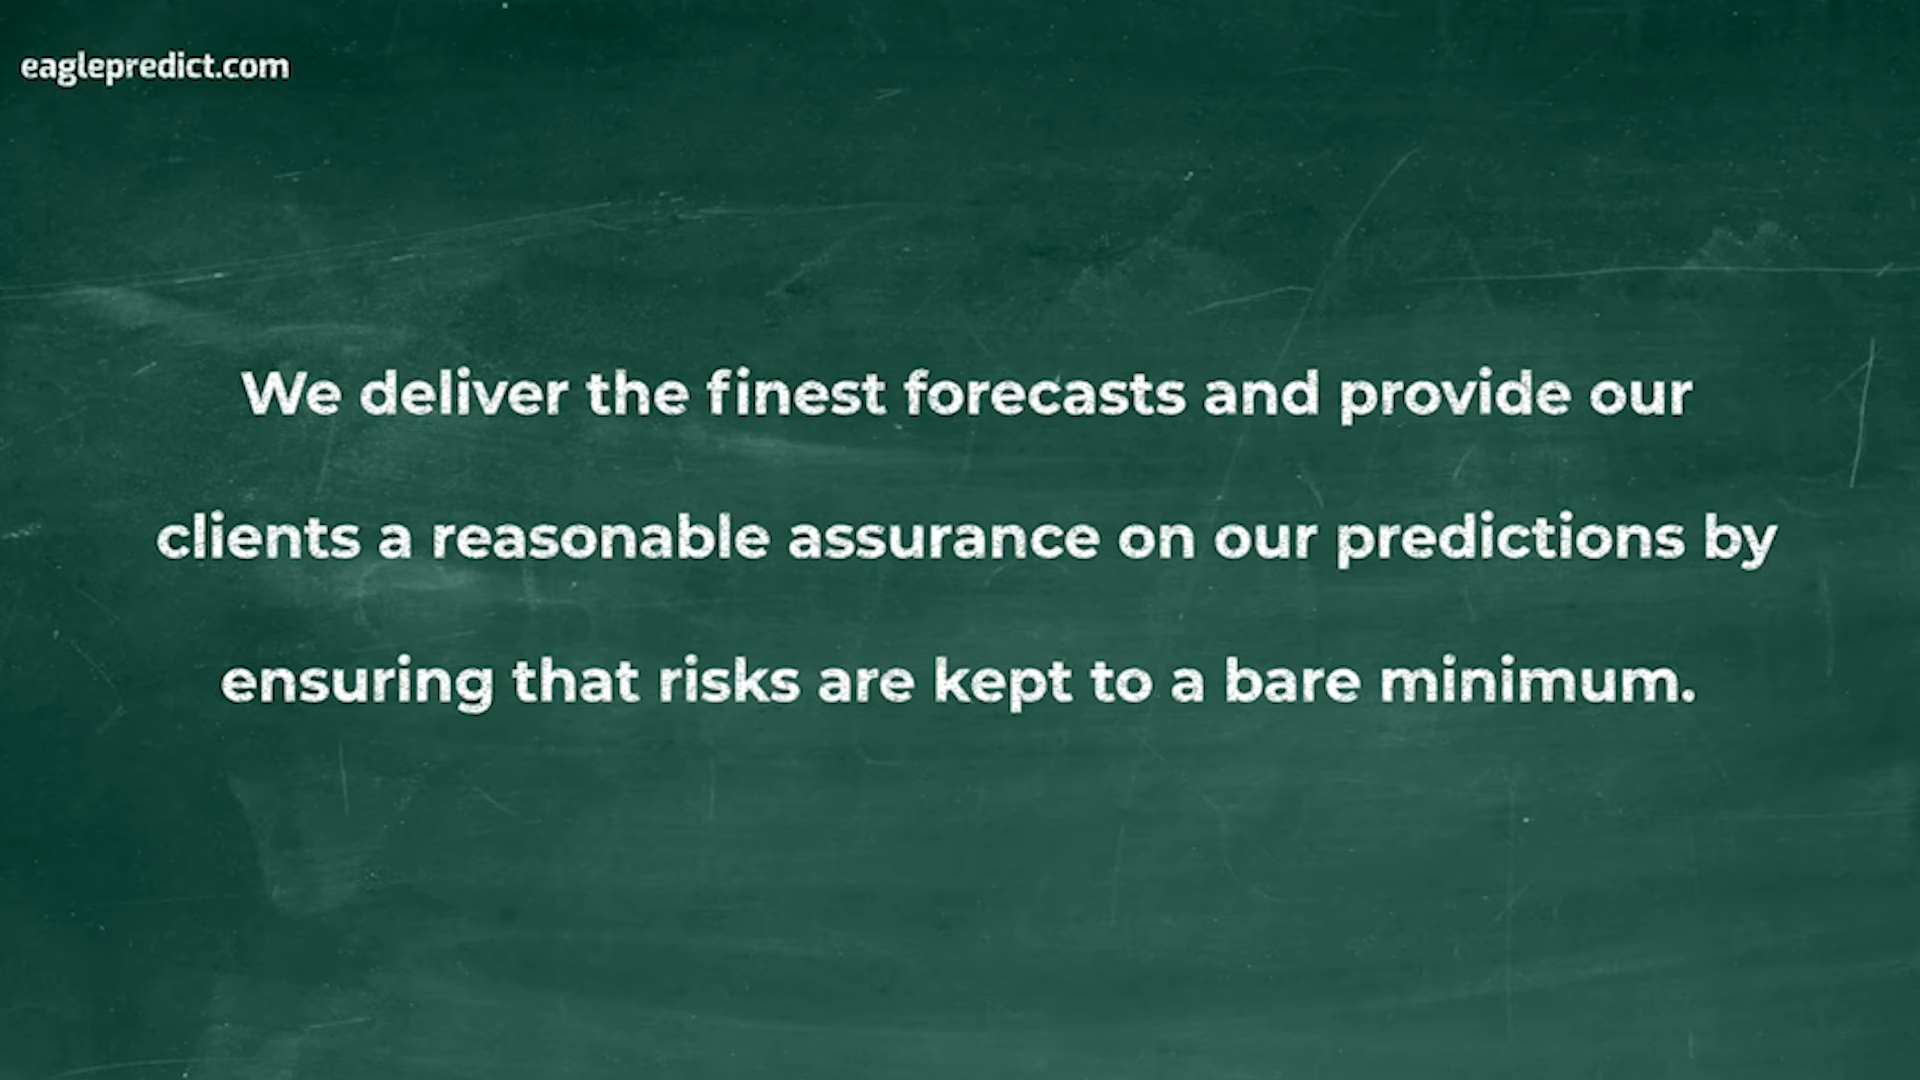 eaglepredict.com
We deliver the finest forecasts and provide our
clients a reasonable assurance on our predictions by
ensuring that risks are kept to a bare minimum.